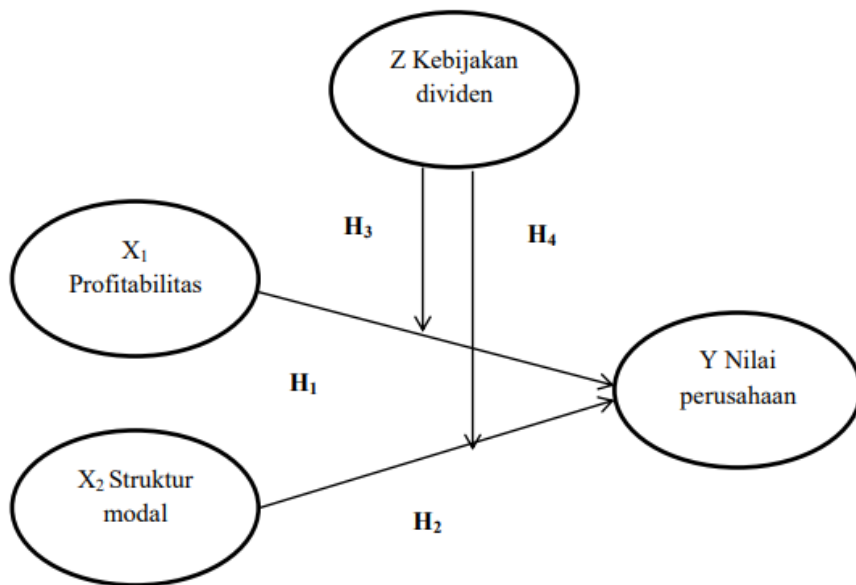 Z Kebijakan
dividen
H₃
H₄
X₁
Profitabilitas
Y Nilai
perusahaan
H₁
X₂ Struktur
modal
H₂